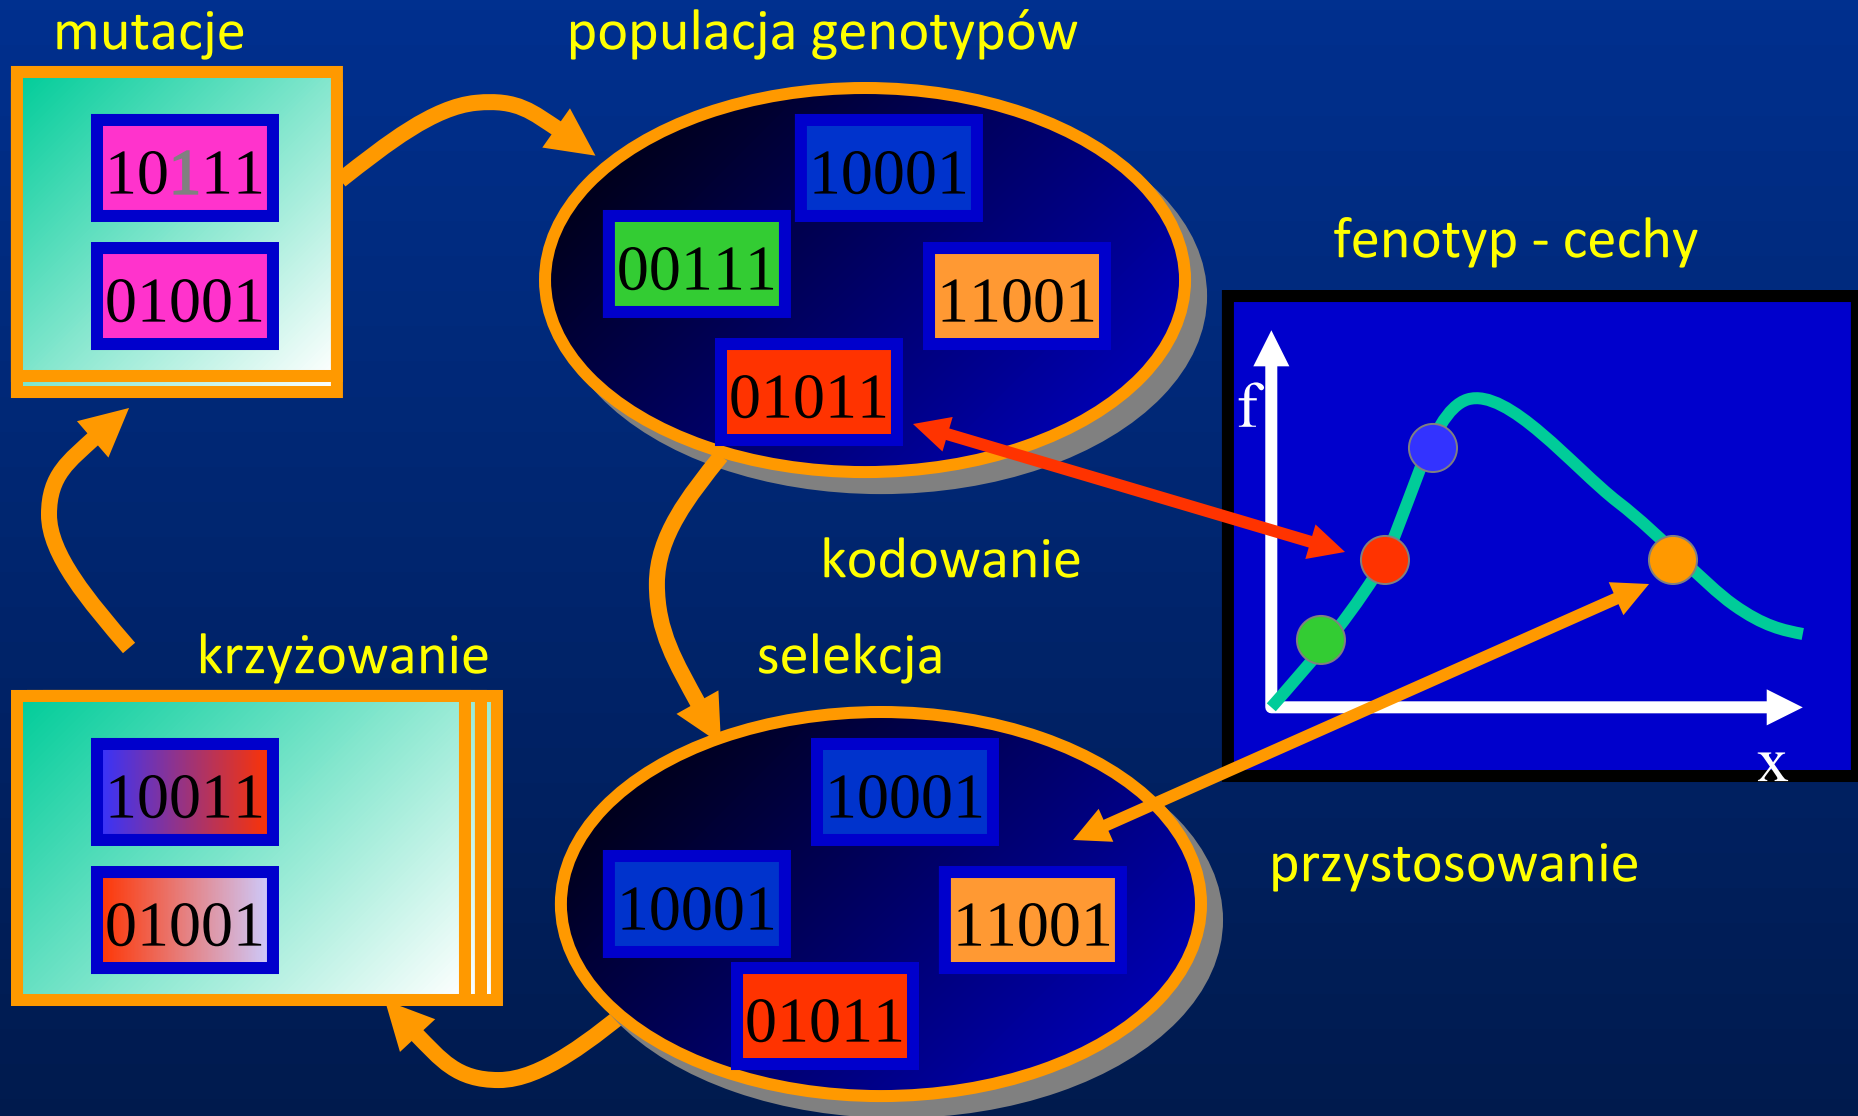 mutacje
populacja genotypów
10111
01001
10001
00111
11001
01011
fenotyp - cechy
f
x
kodowanie
krzyżowanie
selekcja
10011
01001
10001
10001
11001
01011
przystosowanie